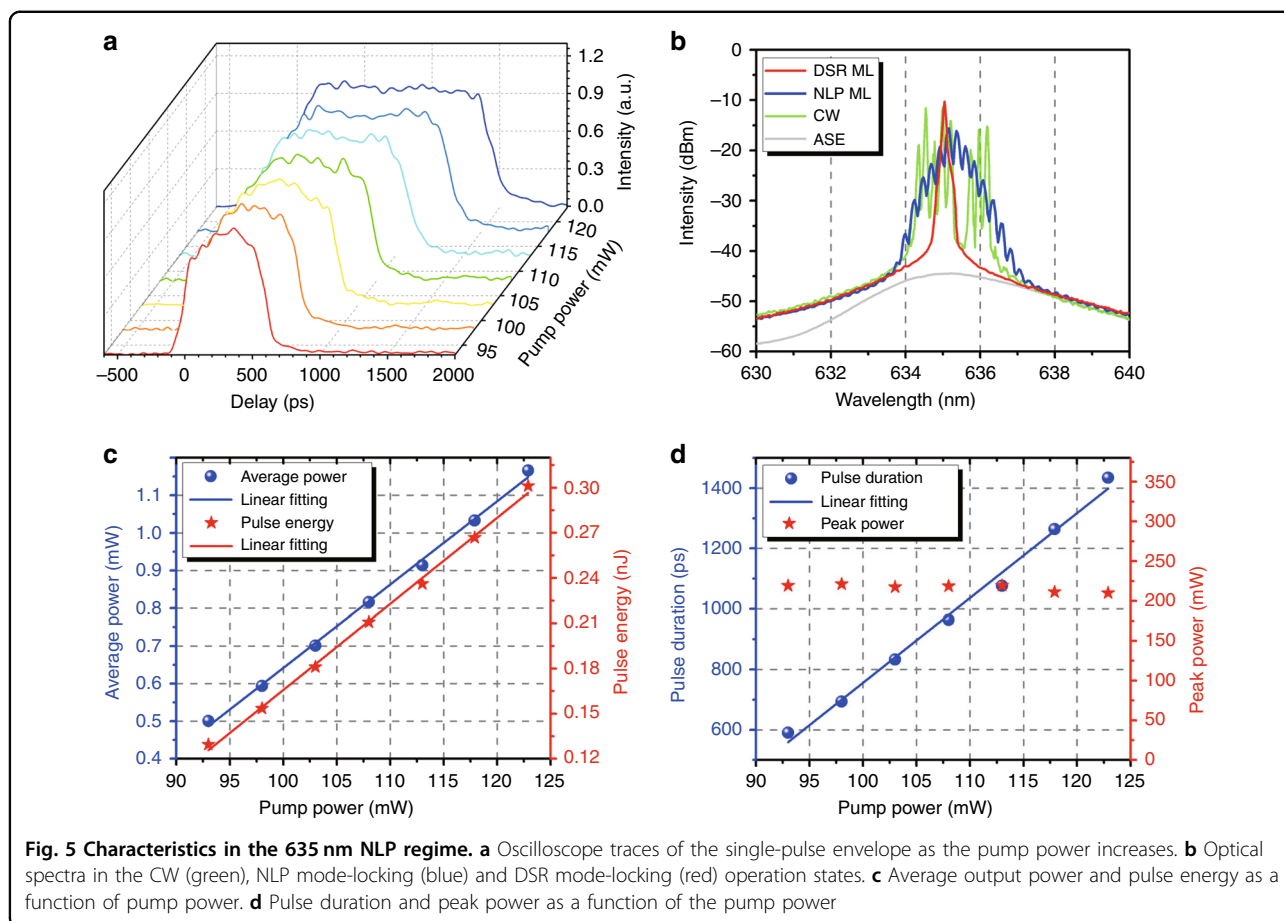 a
1.2
0.9
0.6
0.3
0.0
Intensity (a.u.)
120
115
110
105
100
95
Pump power (mW)
−500
0
500
1000
1500
2000
Delay (ps)
b
0
−10
−20
−30
−40
−50
−60
Intensity (dBm)
DSR ML
NLP ML
CW
ASE
630
632
634
636
638
640
Wavelength (nm)
c
Average power
Linear fitting
Pulse energy
Linear fitting
1.1
1.0
0.9
0.8
0.7
0.6
0.5
0.4
Average power (mW)
0.30
0.27
0.24
0.21
0.18
0.15
0.12
Pulse energy (nJ)
90
95
100
105
110
115
120
125
Pump power (mW)
d
Pulse duration
Linear fitting
Peak power
1400
1200
1000
800
600
Pulse duration (ps)
350
300
250
200
150
100
50
0
Peak power (mW)
90
95
100
105
110
115
120
125
Pump power (mW)
Fig. 5 Characteristics in the 635 nm NLP regime. a Oscilloscope traces of the single-pulse envelope as the pump power increases. b Optical
spectra in the CW (green), NLP mode-locking (blue) and DSR mode-locking (red) operation states. c Average output power and pulse energy as a
function of pump power. d Pulse duration and peak power as a function of the pump power